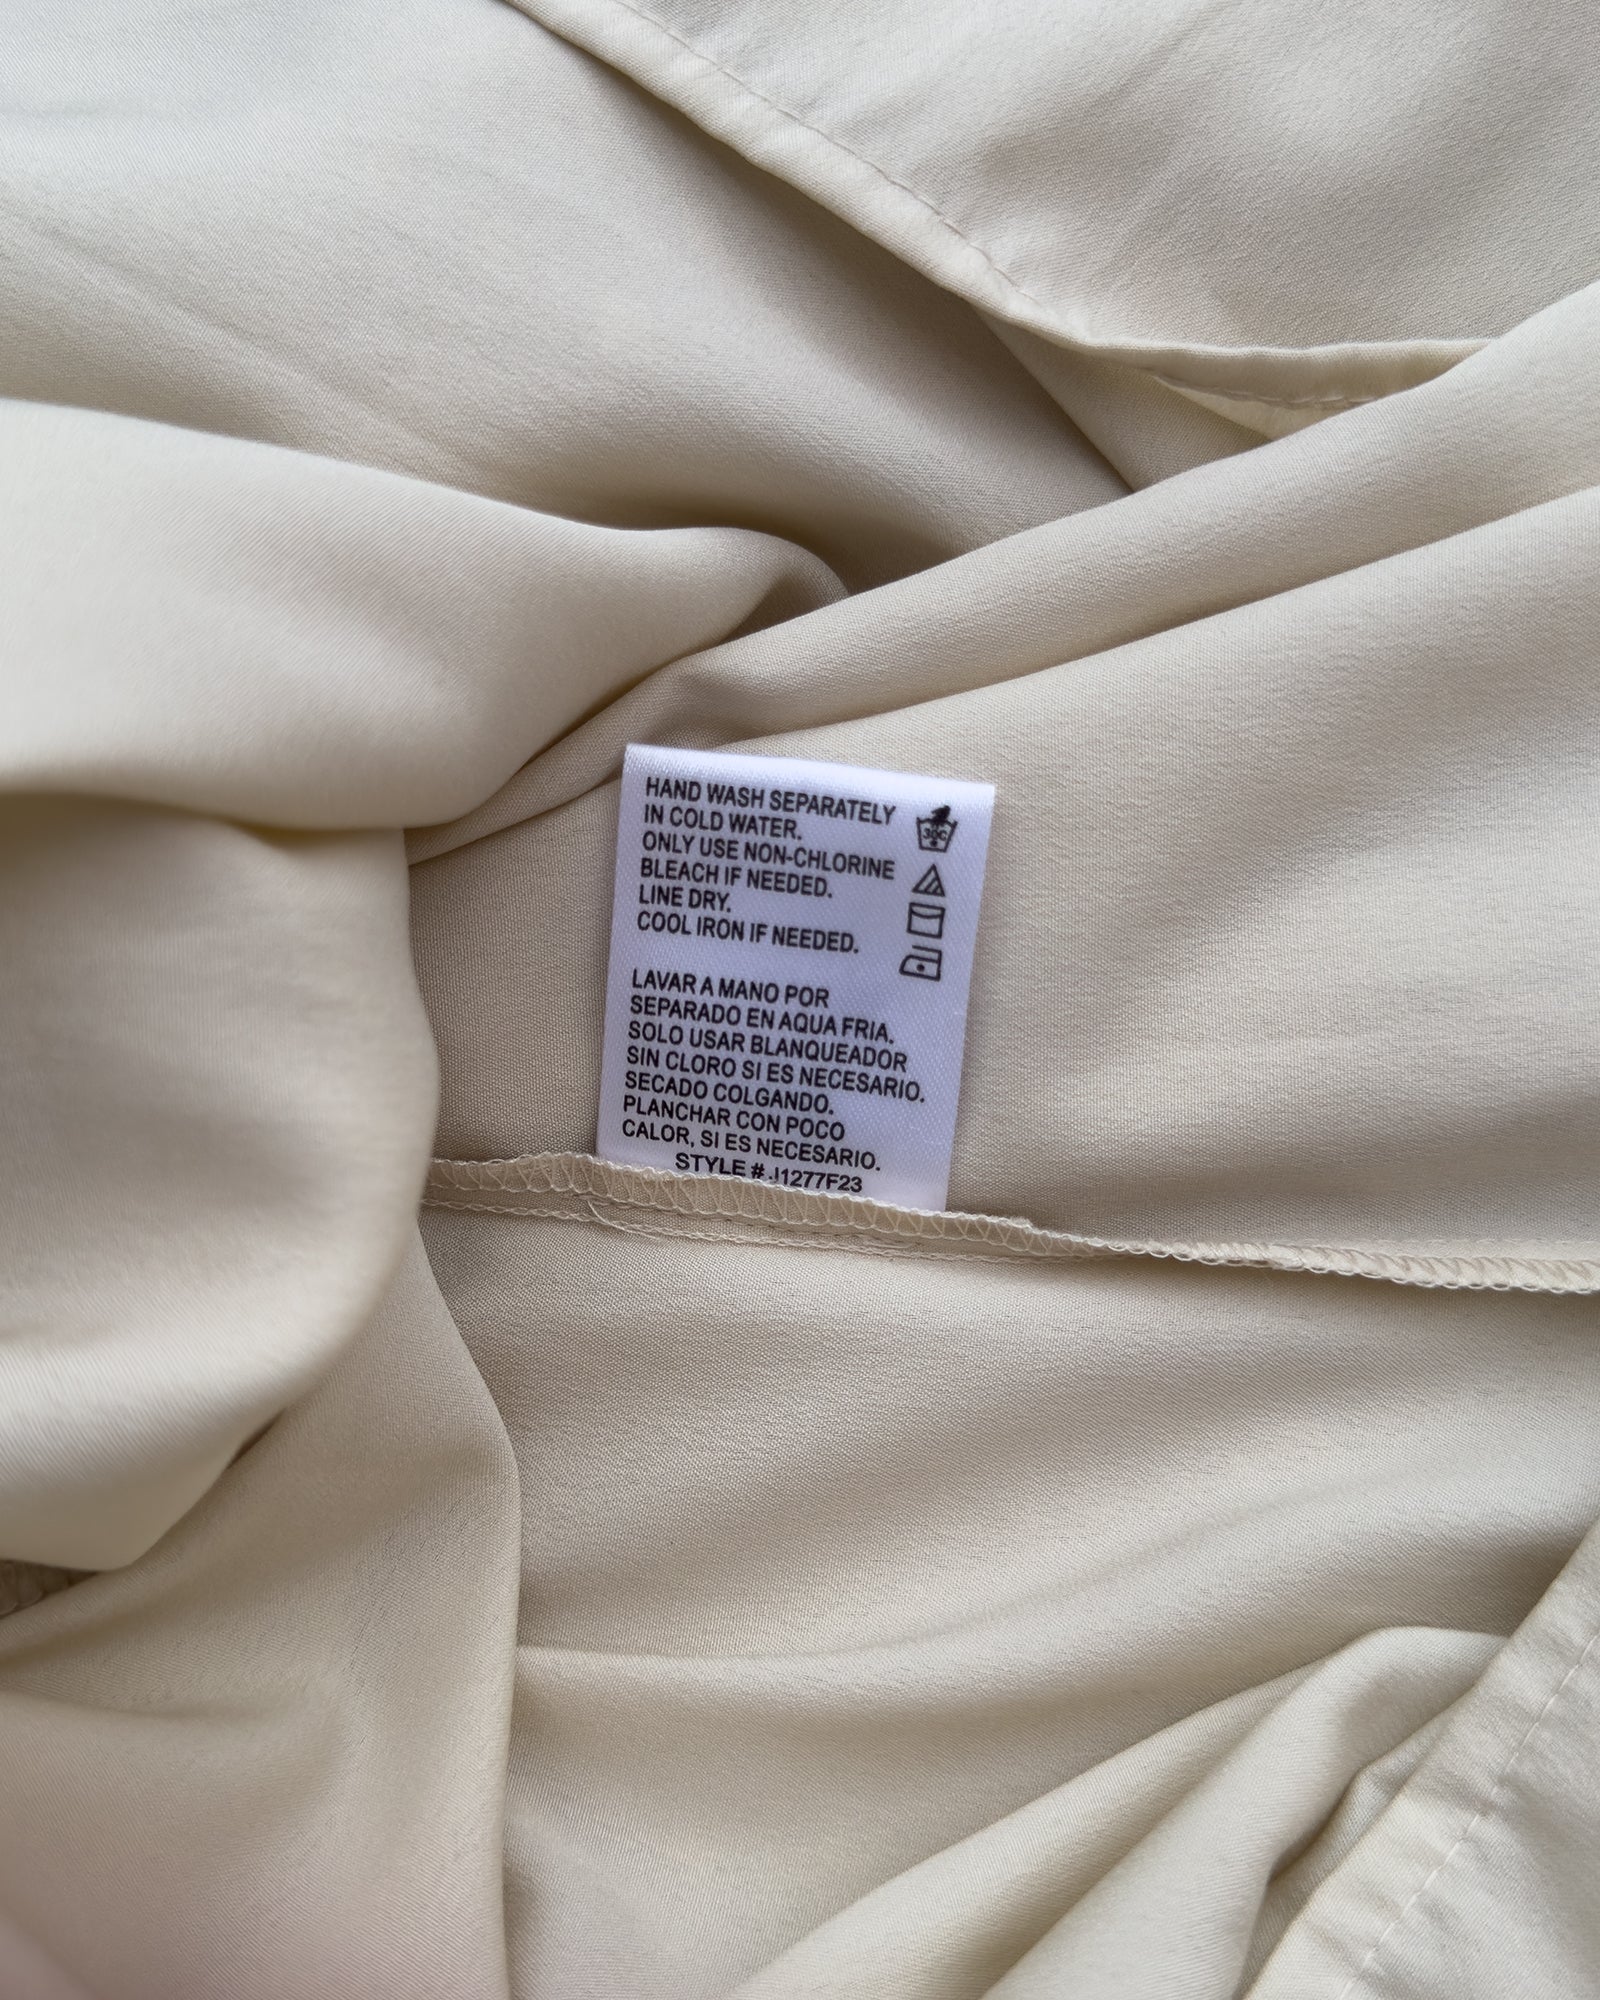 HAND WASH SEPARATELY
IN COLD WATER.
ONLY USE NON-CHLORINE
BLEACH IF NEEDED.
LINE DRY.
COOL IRON IF NEEDED.
30C
LAVAR A MANO POR
SEPARADO EN AQUA FRIA.
SOLO USAR BLANQUEADOR
SIN CLORO SI ES NECESARIO.
SECADO COLGANDO.
PLANCHAR CON POCO
CALOR, SI ES NECESARIO.
STYLE # J1277F23